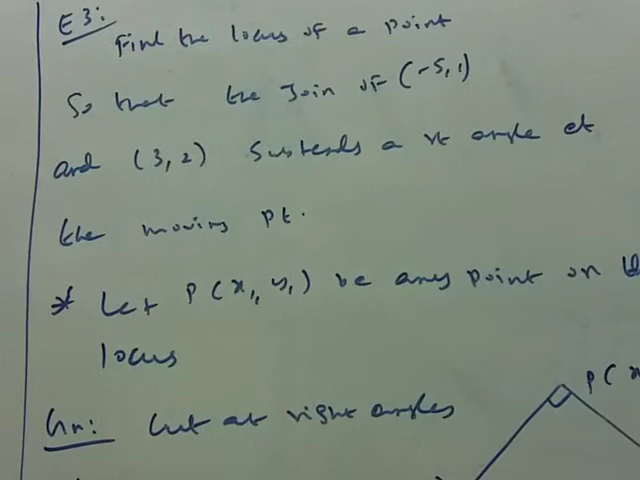 E3:
Find the locus of a point
So that the Join of (-5,1)
and (3,2) Subtends a rt angle at
the moving pt.
* Let P(x₁, y₁) be any point on
locus
Gn: Cut at right angles
P(x